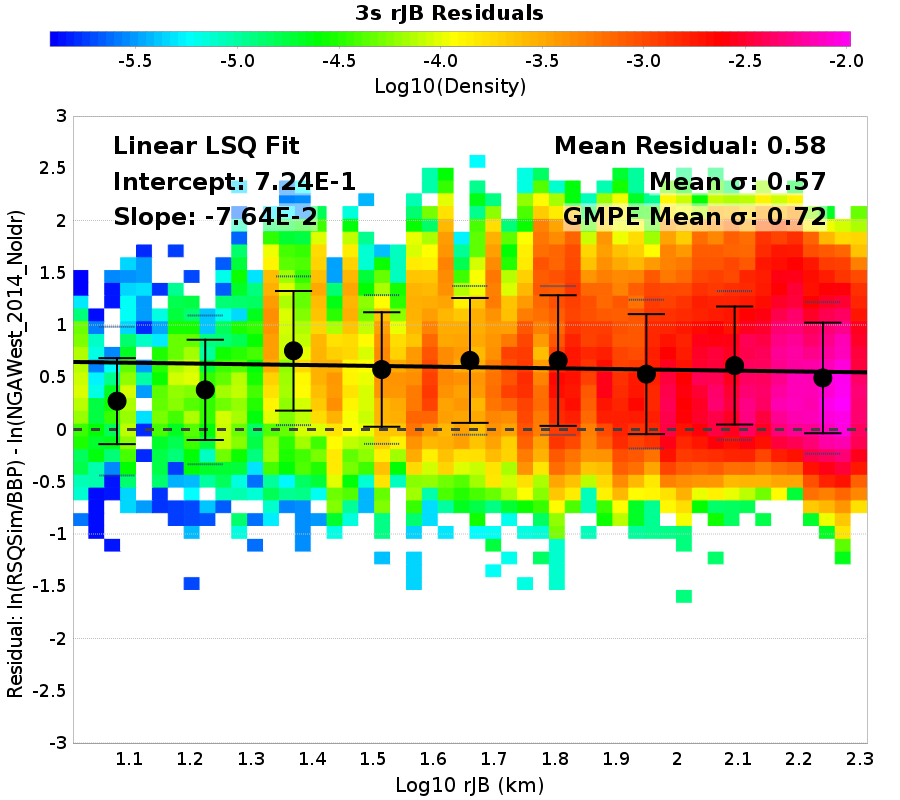 3s rJB Residuals
-5.5 -5.0 -4.5 -4.0 -3.5 -3.0 -2.5 -2.0
Log10(Density)
Linear LSQ Fit
Intercept: 7.24E-1
Slope: -7.64E-2
Mean Residual: 0.58
Mean σ: 0.57
GMPE Mean σ: 0.72
Residual: ln(RSQSim/BBP) - ln(NGAWest_2014_NoIdr)
3
2.5
2
1.5
1
0.5
0
-0.5
-1
-1.5
-2
-2.5
-3
1.1 1.2 1.3 1.4 1.5 1.6 1.7 1.8 1.9 2 2.1 2.2 2.3
Log10 rJB (km)